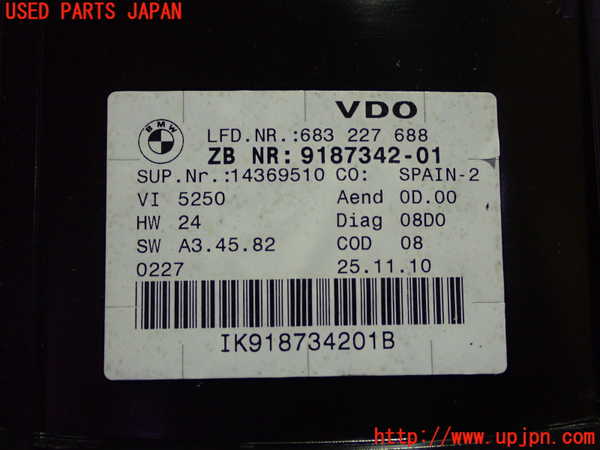 USED PARTS JAPAN
BMW
VDO
LFD.NR.:683 227 688
ZB NR: 9187342-01
SUP.Nr.:14369510 CO: SPAIN-2
VI 5250 Aend 0D.00
HW 24 Diag 08D0
SW A3.45.82 COD 08
0227 25.11.10
IK918734201B
http://www.upjpn.com/